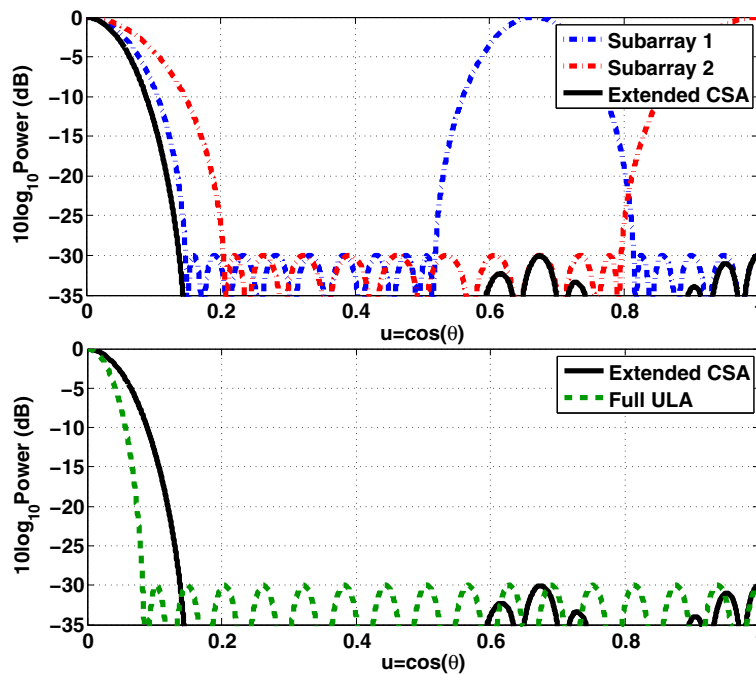 0
−5
−10
−15
−20
−25
−30
−35
10log10Power (dB)
0 0.2 0.4 0.6 0.8
u=cos(θ)
Subarray 1
Subarray 2
Extended CSA
0
−5
−10
−15
−20
−25
−30
−35
10log10Power (dB)
0 0.2 0.4 0.6 0.8
u=cos(θ)
Extended CSA
Full ULA